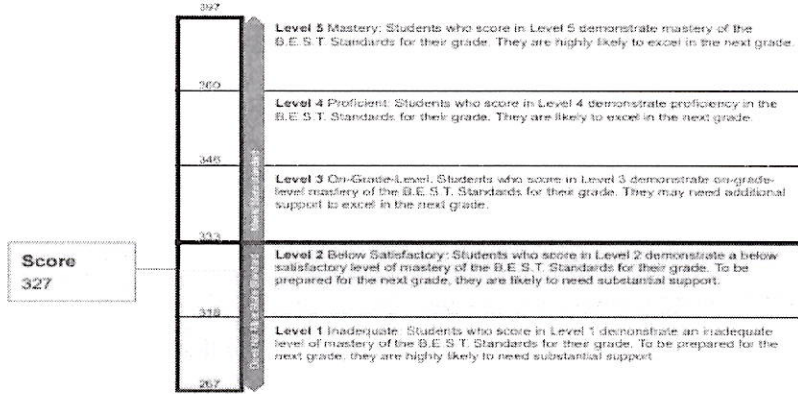 397
Level 5 Mastery: Students who score in Level 5 demonstrate mastery of the
B.E.S.T. Standards for their grade. They are highly likely to excel in the next grade.
360
Level 4 Proficient: Students who score in Level 4 demonstrate proficiency in the
B.E.S.T. Standards for their grade. They are likely to excel in the next grade.
346
Level 3 On-Grade-Level: Students who score in Level 3 demonstrate on-grade-
level mastery of the B.E.S.T. Standards for their grade. They may need additional
support to excel in the next grade.
333
Score
327
Level 2 Below Satisfactory: Students who score in Level 2 demonstrate a below
satisfactory level of mastery of the B.E.S.T. Standards for their grade. To be
prepared for the next grade, they are likely to need substantial support.
318
Level 1 Inadequate: Students who score in Level 1 demonstrate an inadequate
level of mastery of the B.E.S.T. Standards for their grade. To be prepared for the
next grade, they are highly likely to need substantial support
267